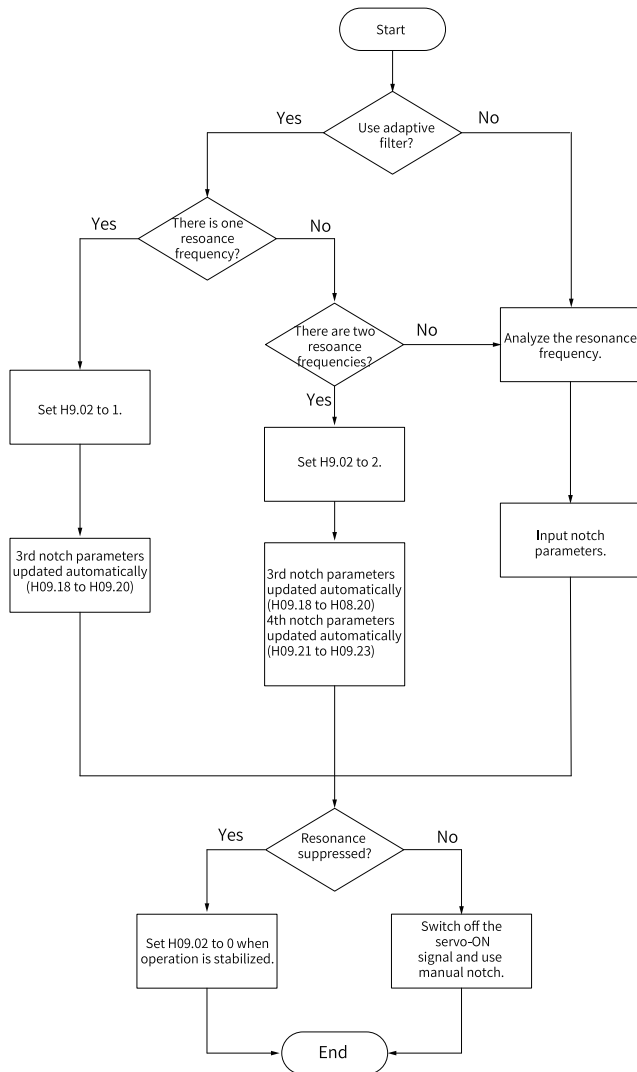 Start
Use adaptive
filter?
Yes
No
There is one
resoance
frequency?
Yes
No
There are two
resoance
frequencies?
No
Yes
Analyze the resonance
frequency.
Set H9.02 to 1.
Set H9.02 to 2.
Input notch
parameters.
3rd notch parameters
updated automatically
(H09.18 to H09.20)
3rd notch parameters
updated automatically
(H09.18 to H08.20)
4th notch parameters
updated automatically
(H09.21 to H09.23)
Resonance
suppressed?
Yes
No
Set H09.02 to 0 when
operation is stabilized.
Switch off the
servo-ON
signal and use
manual notch.
End